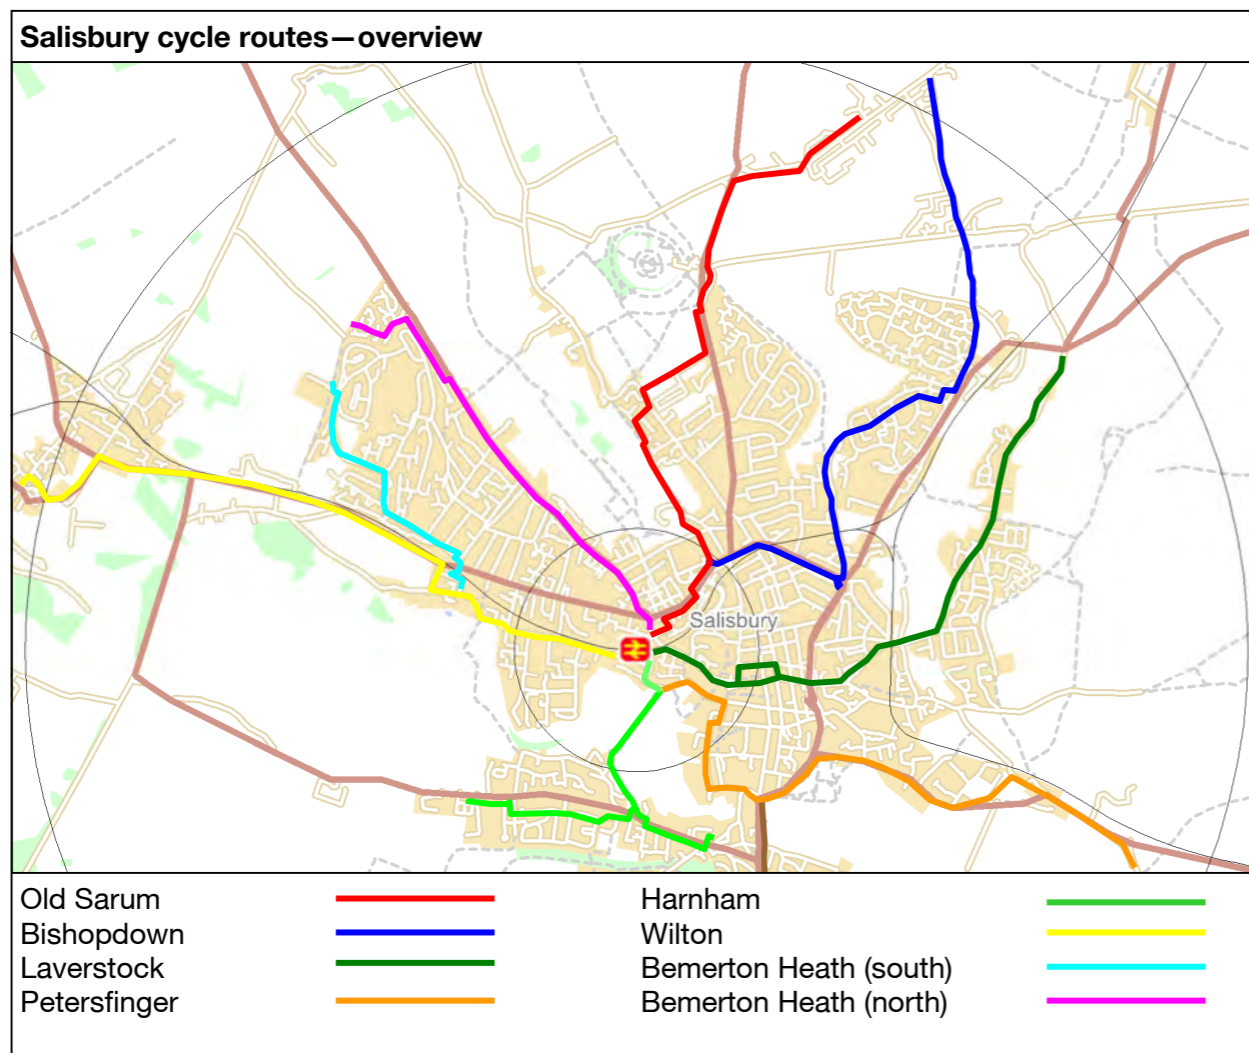 Salisbury cycle routes—overview
Salisbury
Old Sarum
Bishopdown
Laverstock
Petersfinger
Harnham
Wilton
Bemerton Heath (south)
Bemerton Heath (north)